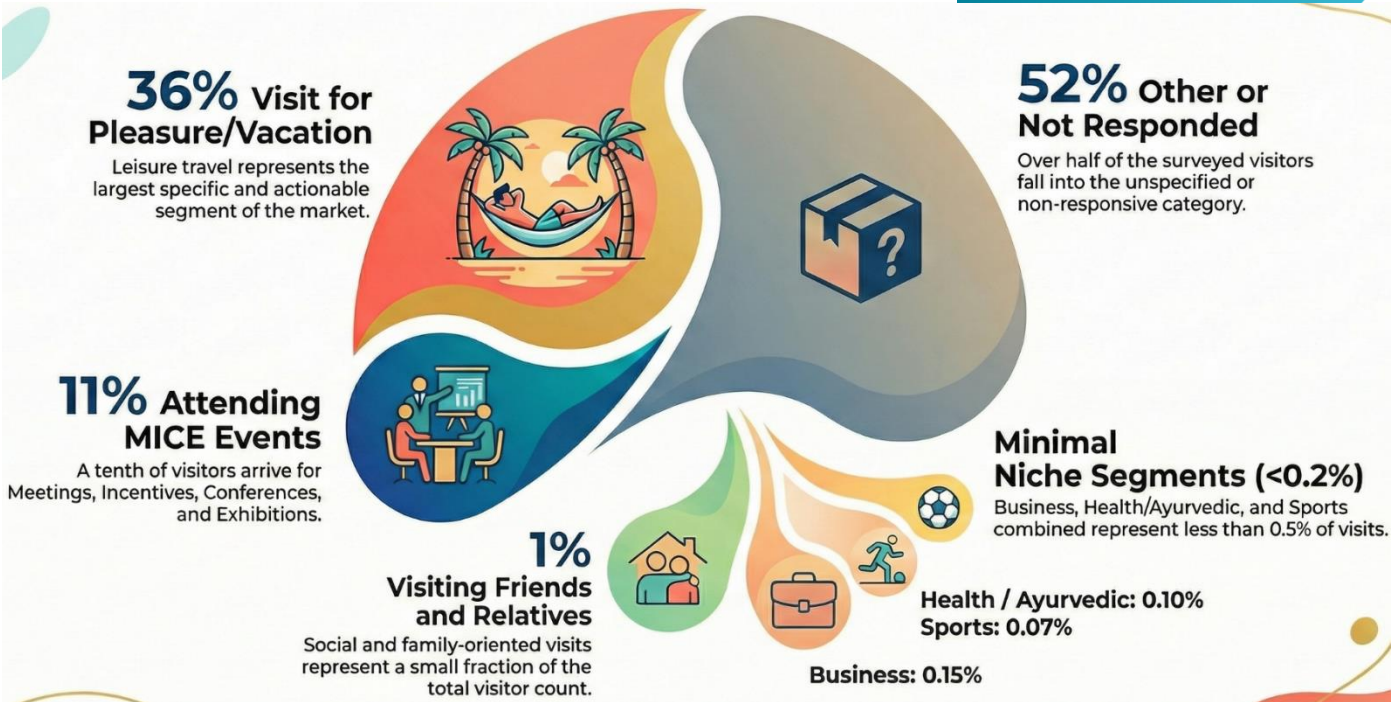 36% Visit for
Pleasure/Vacation
Leisure travel represents the
largest specific and actionable
segment of the market.
52% Other or
Not Responded
Over half of the surveyed visitors
fall into the unspecified or
non-responsive category.
?
11% Attending
MICE Events
A tenth of visitors arrive for
Meetings, Incentives, Conferences,
and Exhibitions.
Minimal
Niche Segments (<0.2%)
Business, Health/Ayurvedic, and Sports
combined represent less than 0.5% of visits.
1%
Visiting Friends
and Relatives
Social and family-oriented visits
represent a small fraction of the
total visitor count.
Health / Ayurvedic: 0.10%
Sports: 0.07%
Business: 0.15%